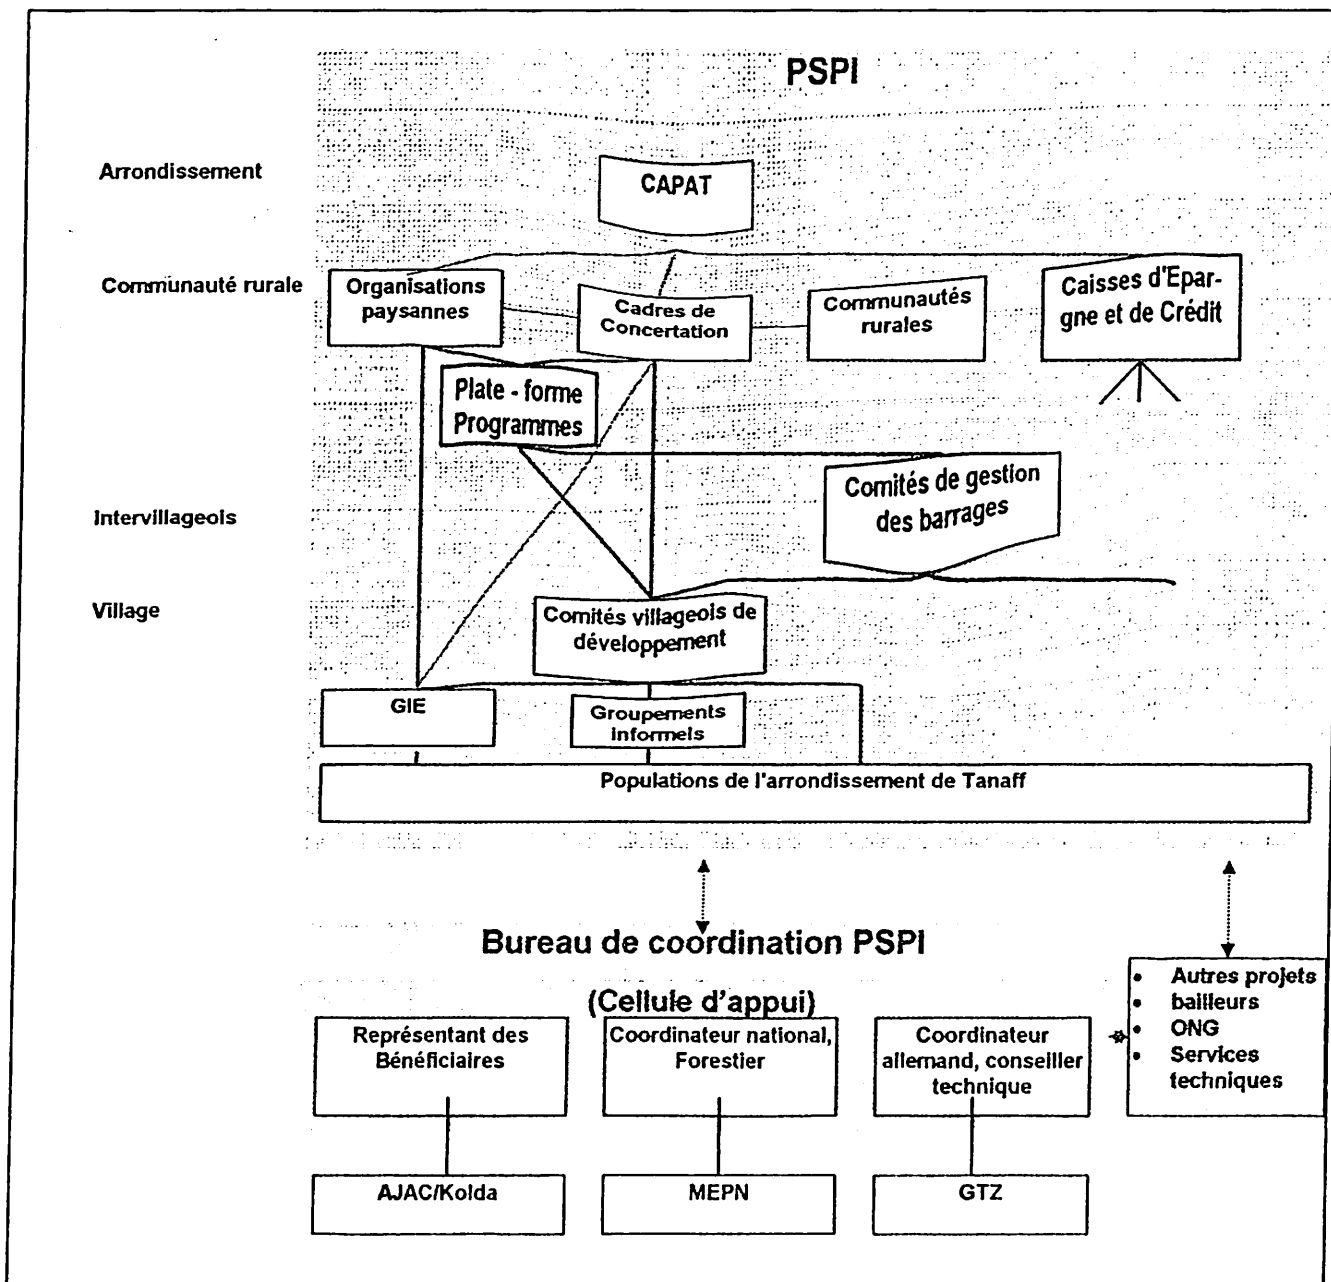 PSPI
Arrondissement
CAPAT
Communauté rurale
Organisations
paysannes
Cadres de
Concertation
Communautés
rurales
Caisses d'Epar-
gne et de Crédit
Plate - forme
Programmes
Intervillageois
Comités de gestion
des barrages
Village
Comités villageois de
développement
GIE
Groupements
informels
Populations de l'arrondissement de Tanaff
Bureau de coordination PSPI
(Cellule d'appui)
Représentant des
Bénéficiaires
Coordinateur national,
Forestier
Coordinateur
allemand, conseiller
technique
• Autres projets
• bailleurs
• ONG
• Services
techniques
AJAC/Kolda
MEPN
GTZ